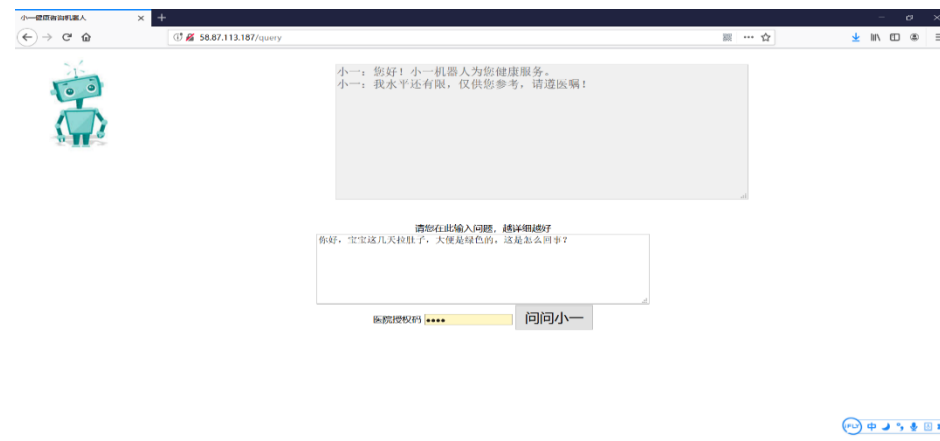 小一健康咨询机器人
58.87.113.187/query
小一：您好！小一机器人为您健康服务。
小一：我水平还有限，仅供您参考，请遵医嘱！
请您在此输入问题，越详细越好
你好，宝宝这几天拉肚子，大便是绿色的，这是怎么回事？
医院授权码 •••• 问问小一
iFLY 中